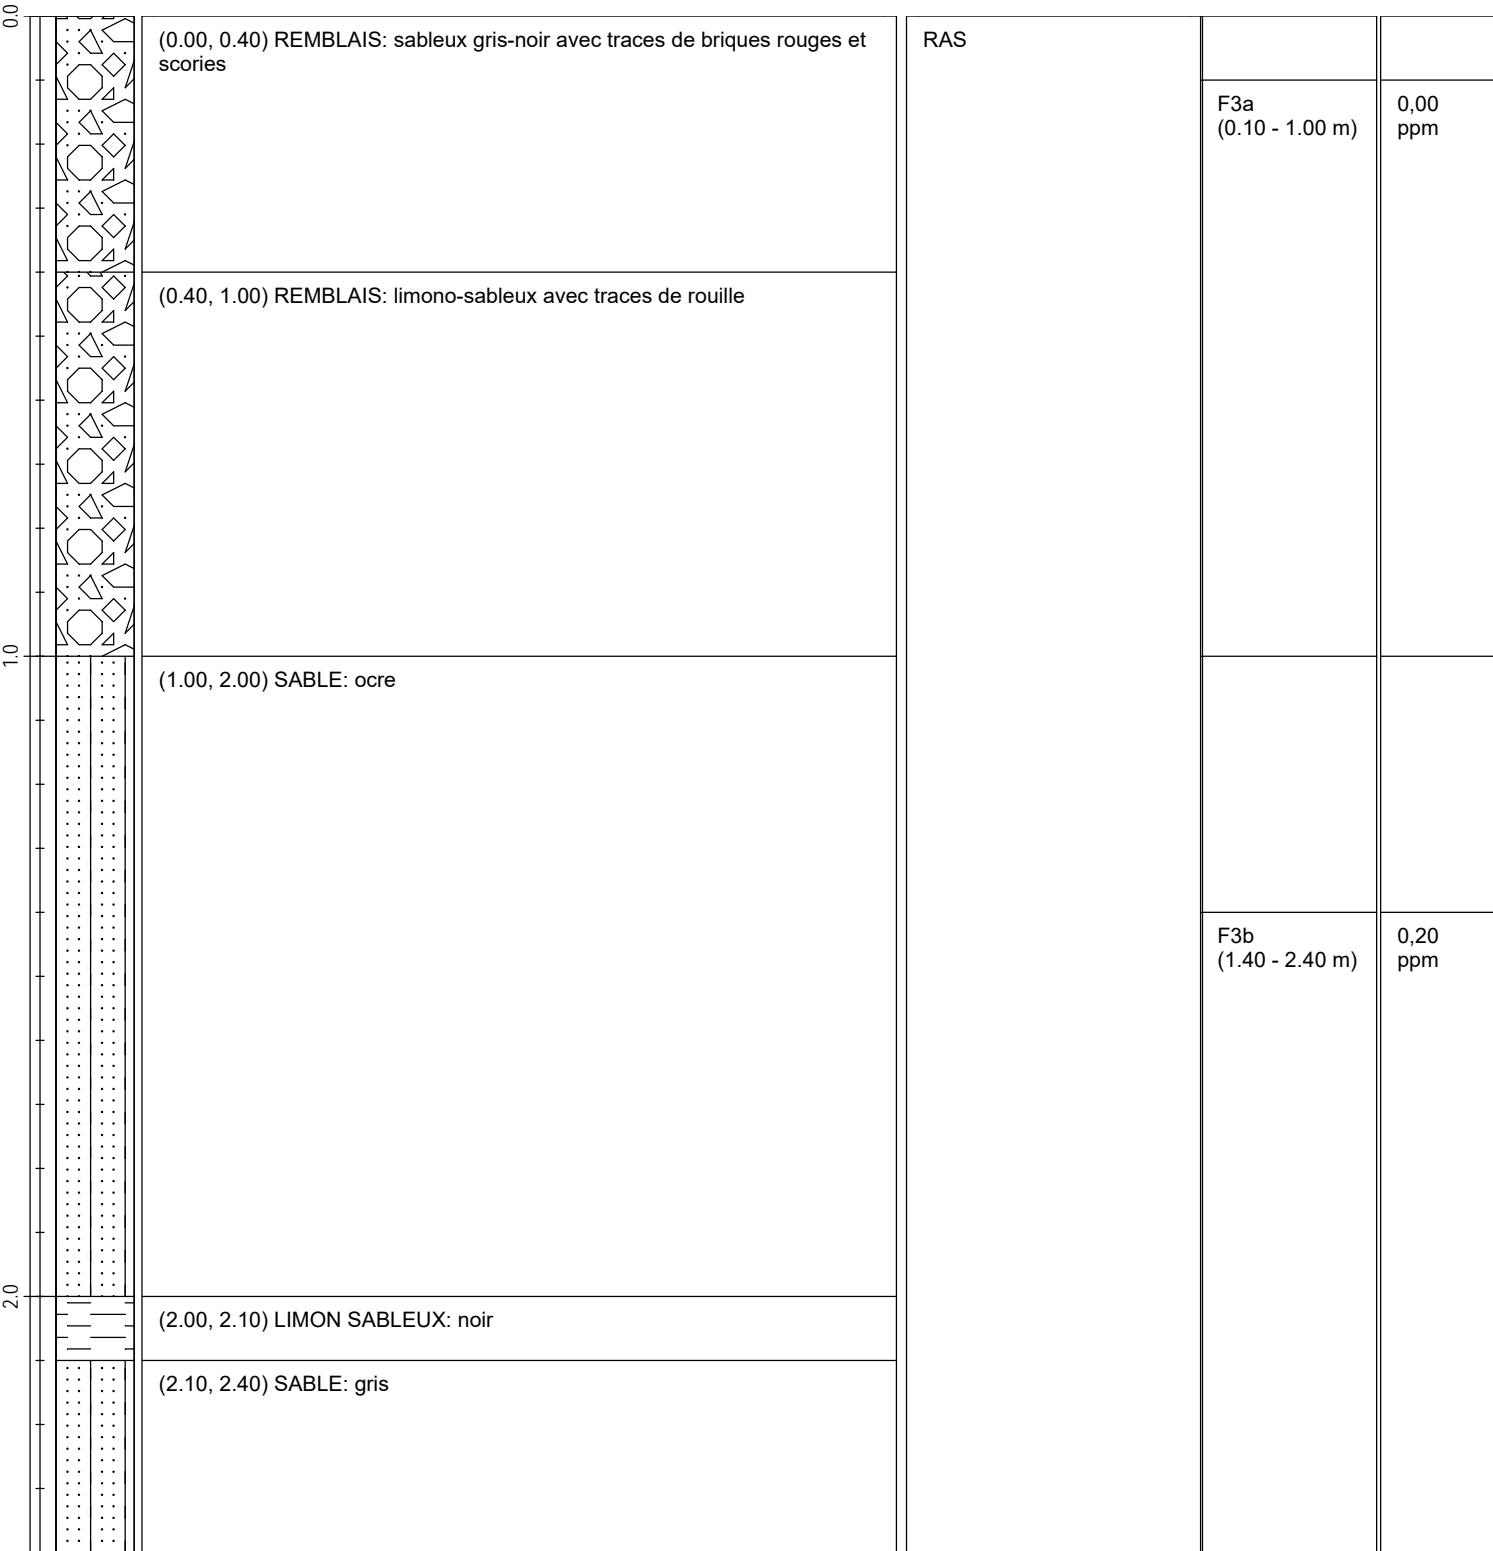 0.0
(0.00, 0.40) REMBLAIS: sableux gris-noir avec traces de briques rouges et
scories
RAS
F3a
(0.10 - 1.00 m)
0,00
ppm
(0.40, 1.00) REMBLAIS: limono-sableux avec traces de rouille
1.0
(1.00, 2.00) SABLE: ocre
F3b
(1.40 - 2.40 m)
0,20
ppm
2.0
(2.00, 2.10) LIMON SABLEUX: noir
(2.10, 2.40) SABLE: gris